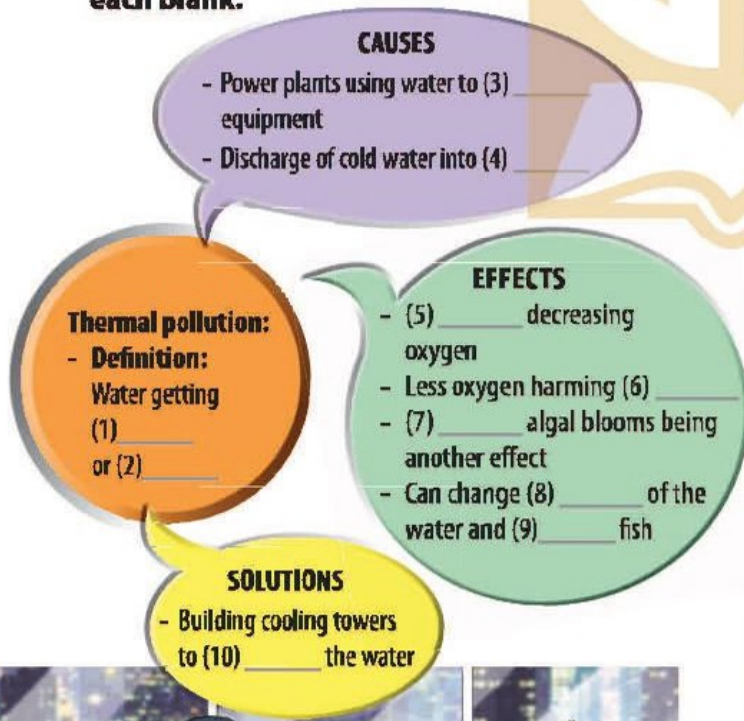 each blank.
CAUSES
- Power plants using water to (3) ______
equipment
- Discharge of cold water into (4) ______
Thermal pollution:
- Definition:
Water getting
(1)______
or (2)______
EFFECTS
- (5) ______ decreasing
oxygen
- Less oxygen harming (6) ______
- (7) ______ algal blooms being
another effect
- Can change (8) ______ of the
water and (9)______ fish
SOLUTIONS
- Building cooling towers
to (10) ______ the water